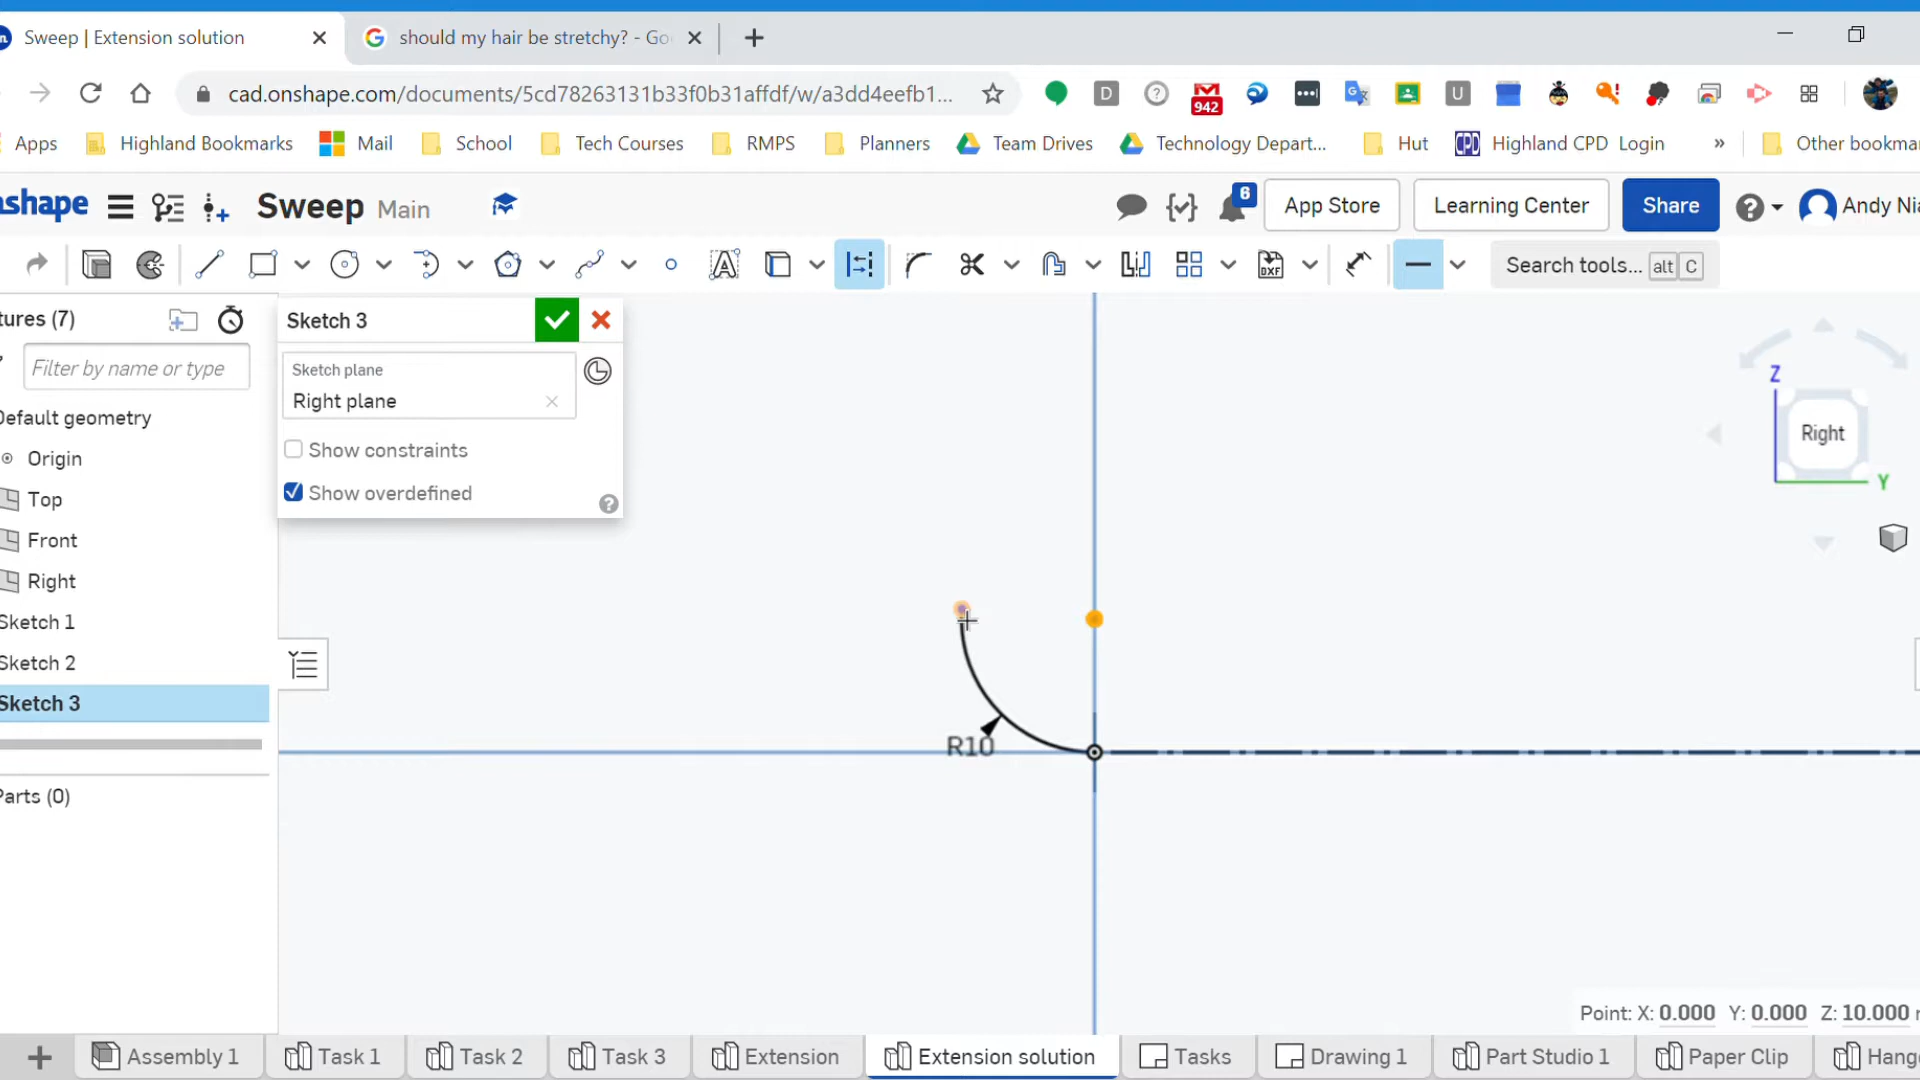 Sweep | Extension solution
should my hair be stretchy? - Go
cad.onshape.com/documents/5cd78263131b33f0b31affdf/w/a3dd4eefb1...
D
942
U
Apps
Highland Bookmarks
Mail
School
Tech Courses
RMPS
Planners
Team Drives
Technology Depart...
Hut
CPD
Highland CPD Login
»
Other bookma
nshape
Sweep Main
6
App Store
Learning Center
Share
Andy Nia
DXF
Search tools... alt C
tures (7)
Filter by name or type
Default geometry
Origin
Top
Front
Right
Sketch 1
Sketch 2
Sketch 3
Parts (0)
Sketch 3
Sketch plane
Right plane
Show constraints
Show overdefined
R10
Z
Right
Y
Point: X: 0.000 Y: 0.000 Z: 10.000
Assembly 1
Task 1
Task 2
Task 3
Extension
Extension solution
Tasks
Drawing 1
Part Studio 1
Paper Clip
Hang